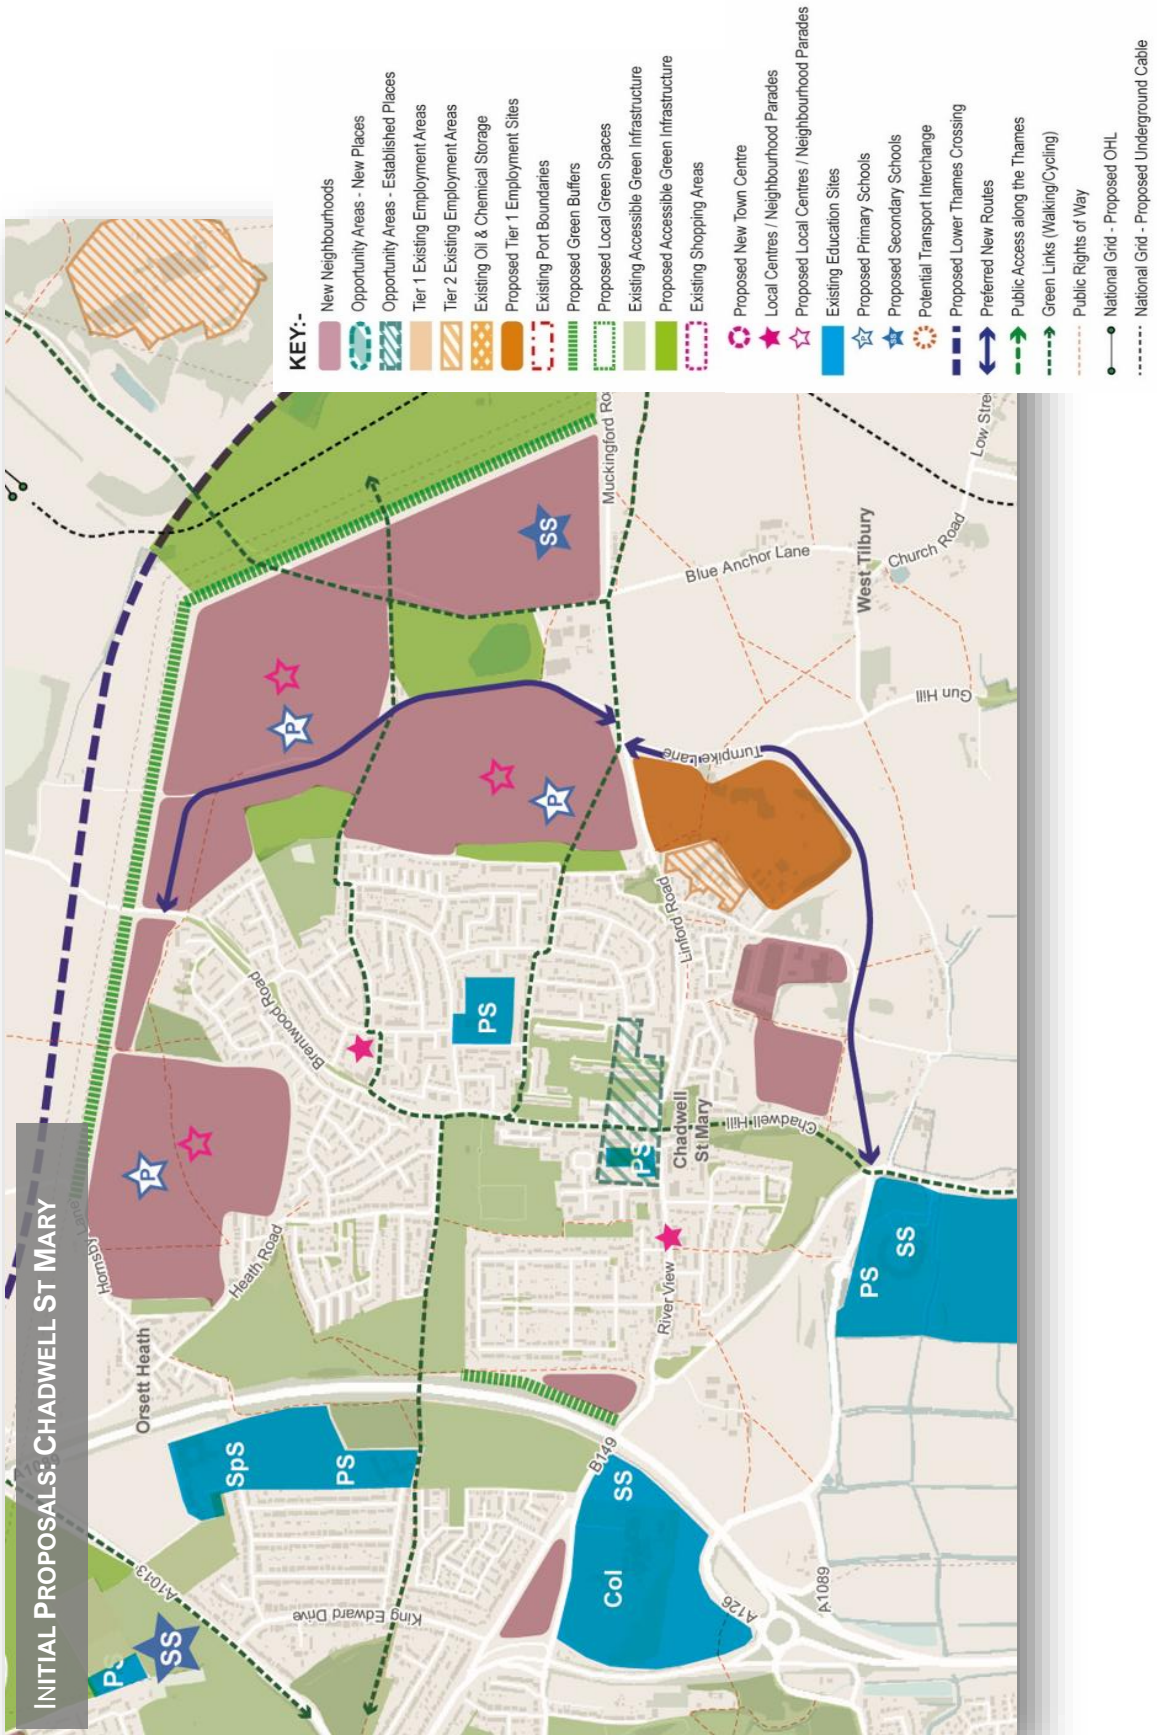 INITIAL PROPOSALS: CHADWELL ST MARY
KEY:-
New Neighbourhoods
Opportunity Areas - New Places
Opportunity Areas - Established Places
Tier 1 Existing Employment Areas
Tier 2 Existing Employment Areas
Existing Oil & Chemical Storage
Proposed Tier 1 Employment Sites
Existing Port Boundaries
Proposed Green Buffers
Proposed Local Green Spaces
Existing Accessible Green Infrastructure
Proposed Accessible Green Infrastructure
Existing Shopping Areas
Proposed New Town Centre
Local Centres / Neighbourhood Parades
Proposed Local Centres / Neighbourhood Parades
Existing Education Sites
P
Proposed Primary Schools
SS
Proposed Secondary Schools
Potential Transport Interchange
Proposed Lower Thames Crossing
Preferred New Routes
Public Access along the Thames
Green Links (Walking/Cycling)
Public Rights of Way
National Grid - Proposed OHL
National Grid - Proposed Underground Cable
Hornsby Lane
Orsett Heath
Heath Road
Brentwood Road
P
P
P
SS
PS
PS
Chadwell
St Mary
Chadwell Hill
River View
Linford Road
Turnpike Lane
Muckingford Ro
Blue Anchor Lane
West Tilbury
Church Road
Low Stre
Gun Hill
SpS
PS
A1013
King Edward Drive
SS
B149
SS
Col
A126
A1089
PS
SS